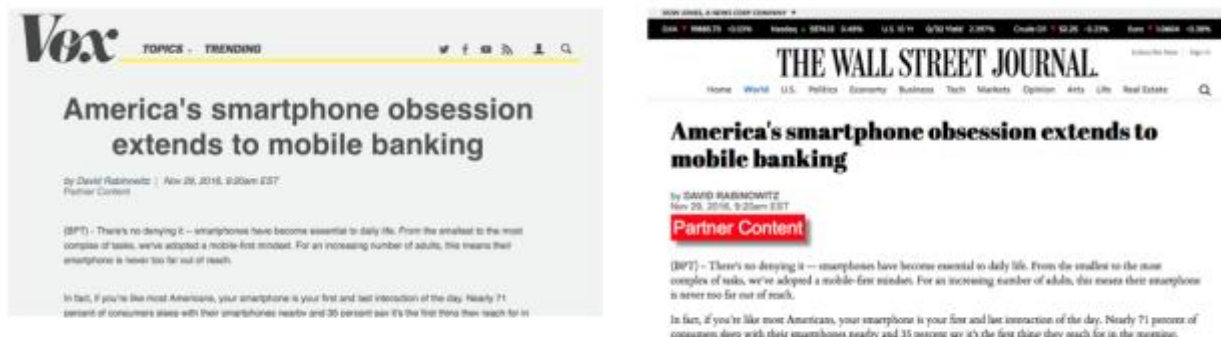 Vox
TOPICS TRENDING
America's smartphone obsession
extends to mobile banking
by David Rabinowitz | Nov 29, 2016, 9:20am EST
Partner Content
(BPT) - There's no denying it – smartphones have become essential to daily life. From the smallest to the most
complex of tasks, we've adopted a mobile-first mindset. For an increasing number of adults, this means their
smartphone is never too far out of reach.
In fact, if you're like most Americans, your smartphone is your first and last interaction of the day. Nearly 71
percent of consumers sleep with their smartphones nearby and 35 percent say it's the first thing they reach for in
DOW JONES, A NEWS CORP COMPANY
THE WALL STREET JOURNAL.
Home World U.S. Politics Economy Business Tech Markets Opinion Arts Life Real Estate
America's smartphone obsession extends to
mobile banking
by DAVID RABINOWITZ
Nov 29, 2016, 9:20am EST
Partner Content
(BPT) – There's no denying it — smartphones have become essential to daily life. From the smallest to the most
complex of tasks, we've adopted a mobile-first mindset. For an increasing number of adults, this means their smartphone
is never too far out of reach.
In fact, if you're like most Americans, your smartphone is your first and last interaction of the day. Nearly 71 percent of
consumers sleep with their smartphones nearby and 35 percent say it's the first thing they reach for in the morning.